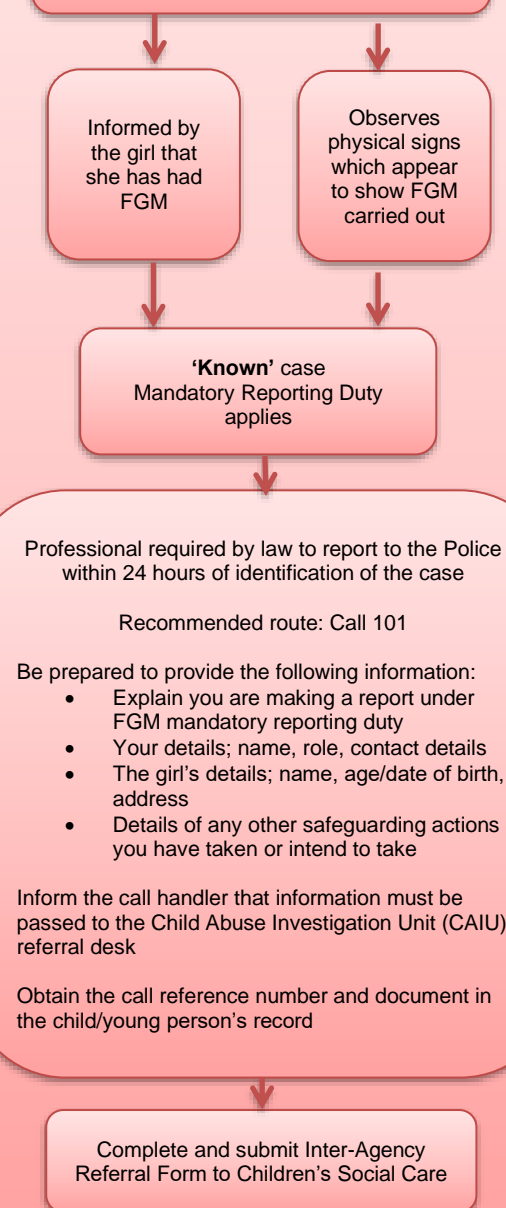 Informed by
the girl that
she has had
FGM
Observes
physical signs
which appear
to show FGM
carried out
‘Known’ case
Mandatory Reporting Duty
applies
Professional required by law to report to the Police
within 24 hours of identification of the case
Recommended route: Call 101
Be prepared to provide the following information:
• Explain you are making a report under
FGM mandatory reporting duty
• Your details; name, role, contact details
• The girl’s details; name, age/date of birth,
address
• Details of any other safeguarding actions
you have taken or intend to take
Inform the call handler that information must be
passed to the Child Abuse Investigation Unit (CAIU)
referral desk
Obtain the call reference number and document in
the child/young person’s record
Complete and submit Inter-Agency
Referral Form to Children’s Social Care